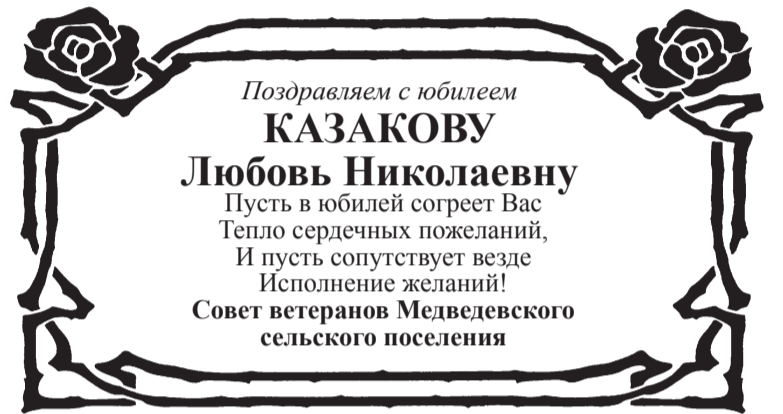 Поздравляем с юбилеем
КАЗАКОВУ
Любовь Николаевну
Пусть в юбилей согреет Вас
Тепло сердечных пожеланий,
И пусть сопутствует везде
Исполнение желаний!
Совет ветеранов Медведевского
сельского поселения